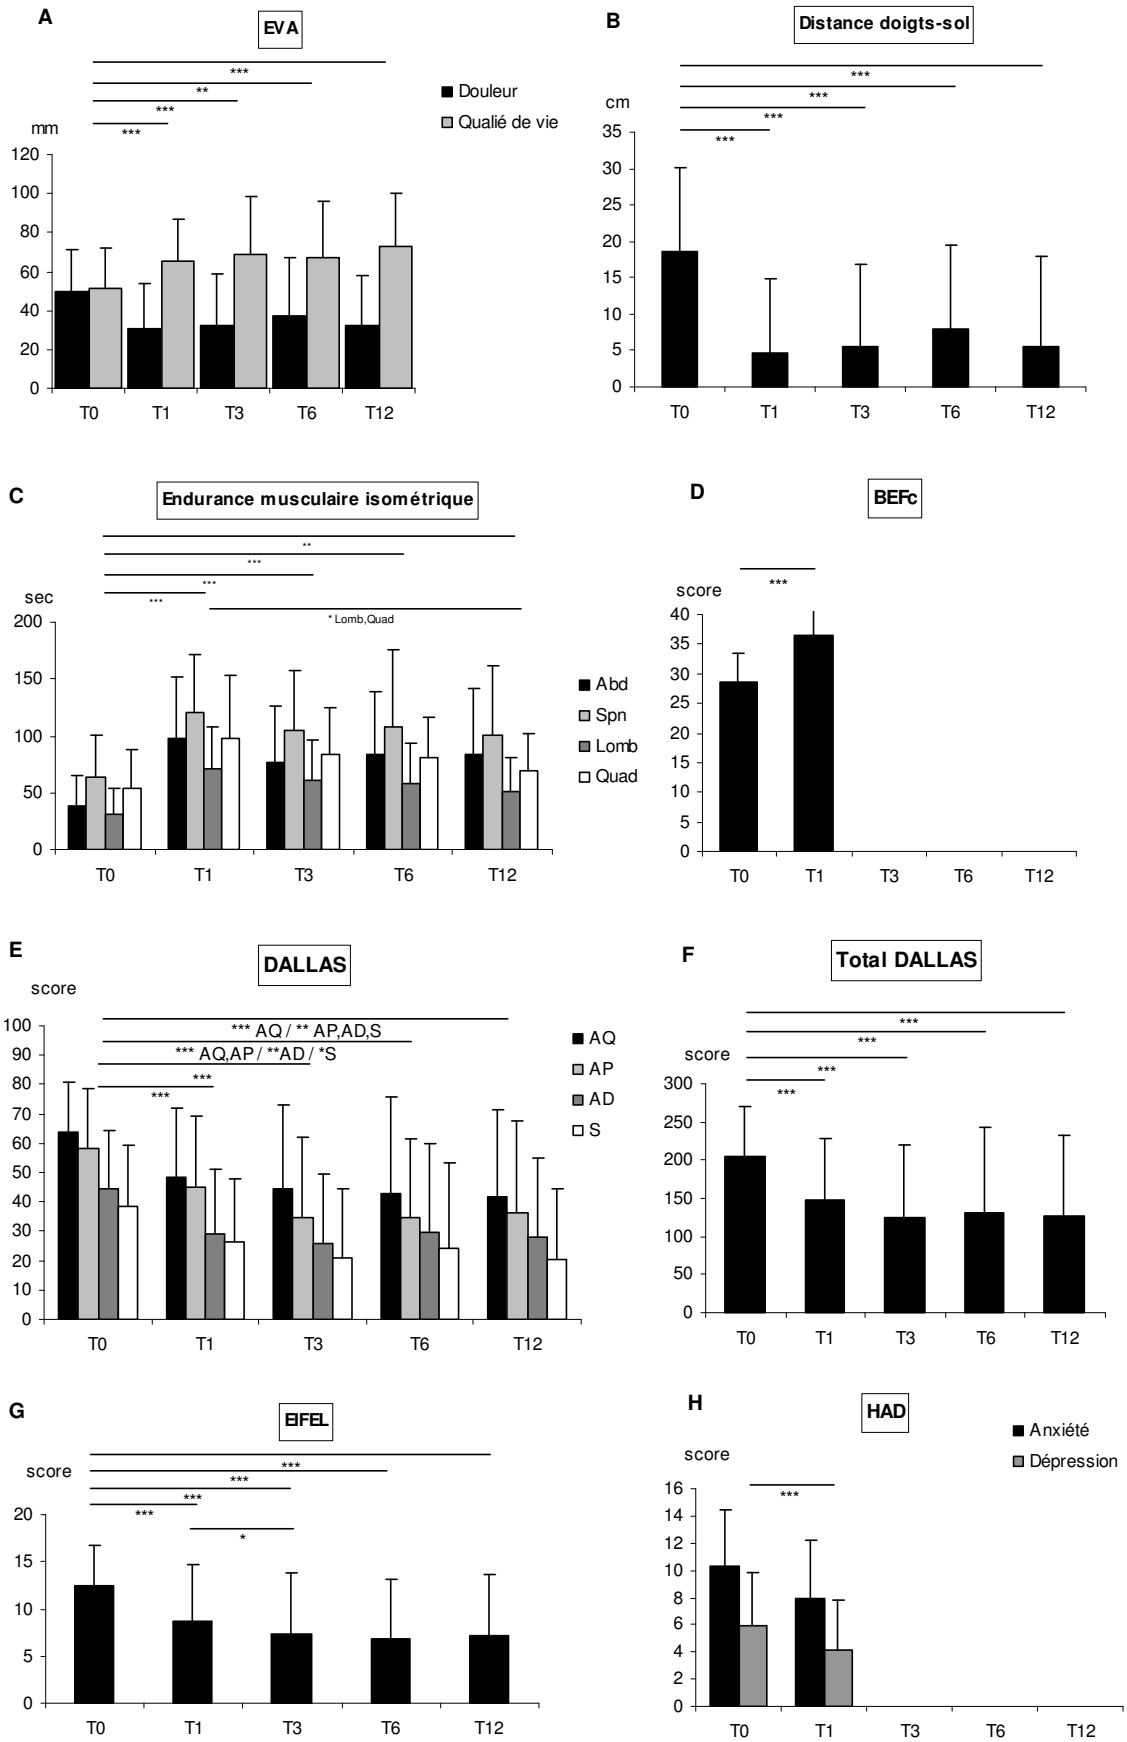 A
EVA
***
**
***
***
mm
Douleur
Qualié de vie
120
100
80
60
40
20
0
T0 T1 T3 T6 T12
B
Distance doigts-sol
***
***
***
***
cm
35
30
25
20
15
10
5
0
T0 T1 T3 T6 T12
C
Endurance musculaire isométrique
**
***
***
***
* Lomb,Quad
sec
200
150
100
50
0
T0 T1 T3 T6 T12
Abd
Spn
Lomb
Quad
D
BEFc
***
score
40
35
30
25
20
15
10
5
0
T0 T1 T3 T6 T12
E
DALLAS
score
*** AQ / ** AP,AD,S
*** AQ,AP / **AD / *S
***
***
100
90
80
70
60
50
40
30
20
10
0
T0 T1 T3 T6 T12
AQ
AP
AD
S
F
Total DALLAS
***
***
***
***
score
300
250
200
150
100
50
0
T0 T1 T3 T6 T12
G
EIFEL
score
***
***
***
***
*
20
15
10
5
0
T0 T1 T3 T6 T12
H
HAD
Anxiété
Dépression
score
***
16
14
12
10
8
6
4
2
0
T0 T1 T3 T6 T12